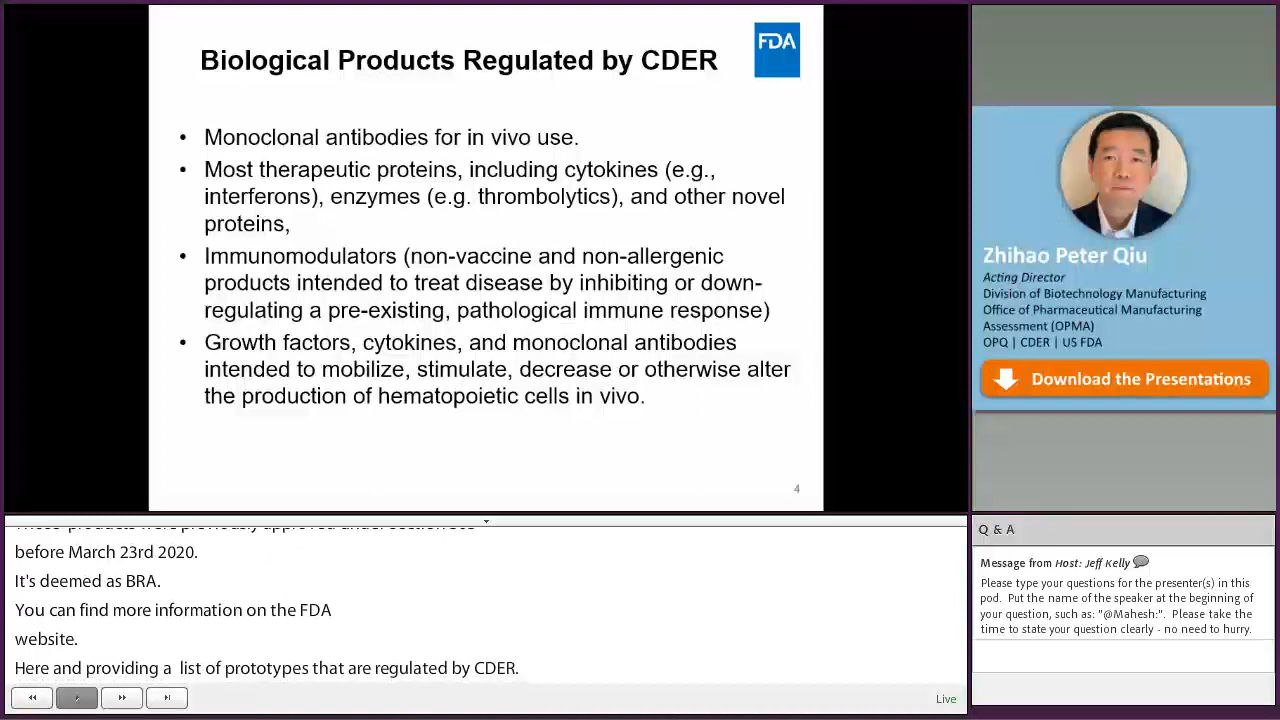 FDA
Biological Products Regulated by CDER
• Monoclonal antibodies for in vivo use.
• Most therapeutic proteins, including cytokines (e.g.,
interferons), enzymes (e.g. thrombolytics), and other novel
proteins,
• Immunomodulators (non-vaccine and non-allergenic
products intended to treat disease by inhibiting or down-
regulating a pre-existing, pathological immune response)
• Growth factors, cytokines, and monoclonal antibodies
intended to mobilize, stimulate, decrease or otherwise alter
the production of hematopoietic cells in vivo.
4
Zhihao Peter Qiu
Acting Director
Division of Biotechnology Manufacturing
Office of Pharmaceutical Manufacturing
Assessment (OPMA)
OPQ | CDER | US FDA
Download the Presentations
before March 23rd 2020.
It's deemed as BRA.
You can find more information on the FDA
website.
Here and providing a list of prototypes that are regulated by CDER.
Live
Q & A
Message from Host: Jeff Kelly
Please type your questions for the presenter(s) in this
pod. Put the name of the speaker at the beginning of
your question, such as: "@Mahesh:". Please take the
time to state your question clearly - no need to hurry.